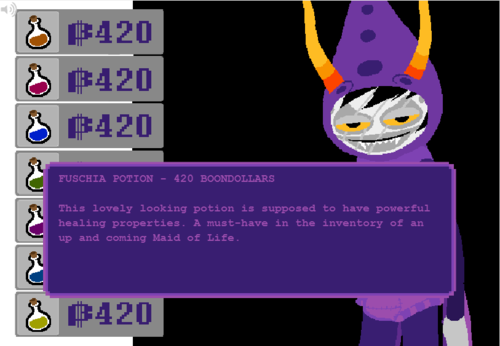 ₱420
₱420
₱420
FUSCHIA POTION - 420 BOONDOLLARS
This lovely looking potion is supposed to have powerful
healing properties. A must-have in the inventory of an
up and coming Maid of Life.
₱420